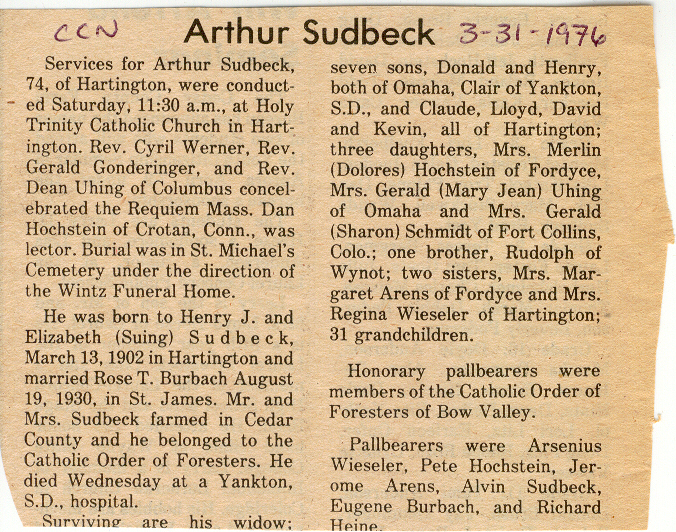 CCN Arthur Sudbeck 3-31-1976
Services for Arthur Sudbeck,
74, of Hartington, were conduct-
ed Saturday, 11:30 a.m., at Holy
Trinity Catholic Church in Hart-
ington. Rev. Cyril Werner, Rev.
Gerald Gonderinger, and Rev.
Dean Uhing of Columbus concel-
ebrated the Requiem Mass. Dan
Hochstein of Crotan, Conn., was
lector. Burial was in St. Michael's
Cemetery under the direction of
the Wintz Funeral Home.
He was born to Henry J. and
Elizabeth (Suing) Sudbeck,
March 13, 1902 in Hartington and
married Rose T. Burbach August
19, 1930, in St. James. Mr. and
Mrs. Sudbeck farmed in Cedar
County and he belonged to the
Catholic Order of Foresters. He
died Wednesday at a Yankton,
S.D., hospital.
Surviving are his widow;
seven sons, Donald and Henry,
both of Omaha, Clair of Yankton,
S.D., and Claude, Lloyd, David
and Kevin, all of Hartington;
three daughters, Mrs. Merlin
(Dolores) Hochstein of Fordyce,
Mrs. Gerald (Mary Jean) Uhing
of Omaha and Mrs. Gerald
(Sharon) Schmidt of Fort Collins,
Colo.; one brother, Rudolph of
Wynot; two sisters, Mrs. Mar-
garet Arens of Fordyce and Mrs.
Regina Wieseler of Hartington;
31 grandchildren.
Honorary pallbearers were
members of the Catholic Order of
Foresters of Bow Valley.
Pallbearers were Arsenius
Wieseler, Pete Hochstein, Jer-
ome Arens, Alvin Sudbeck,
Eugene Burbach, and Richard
Heine.